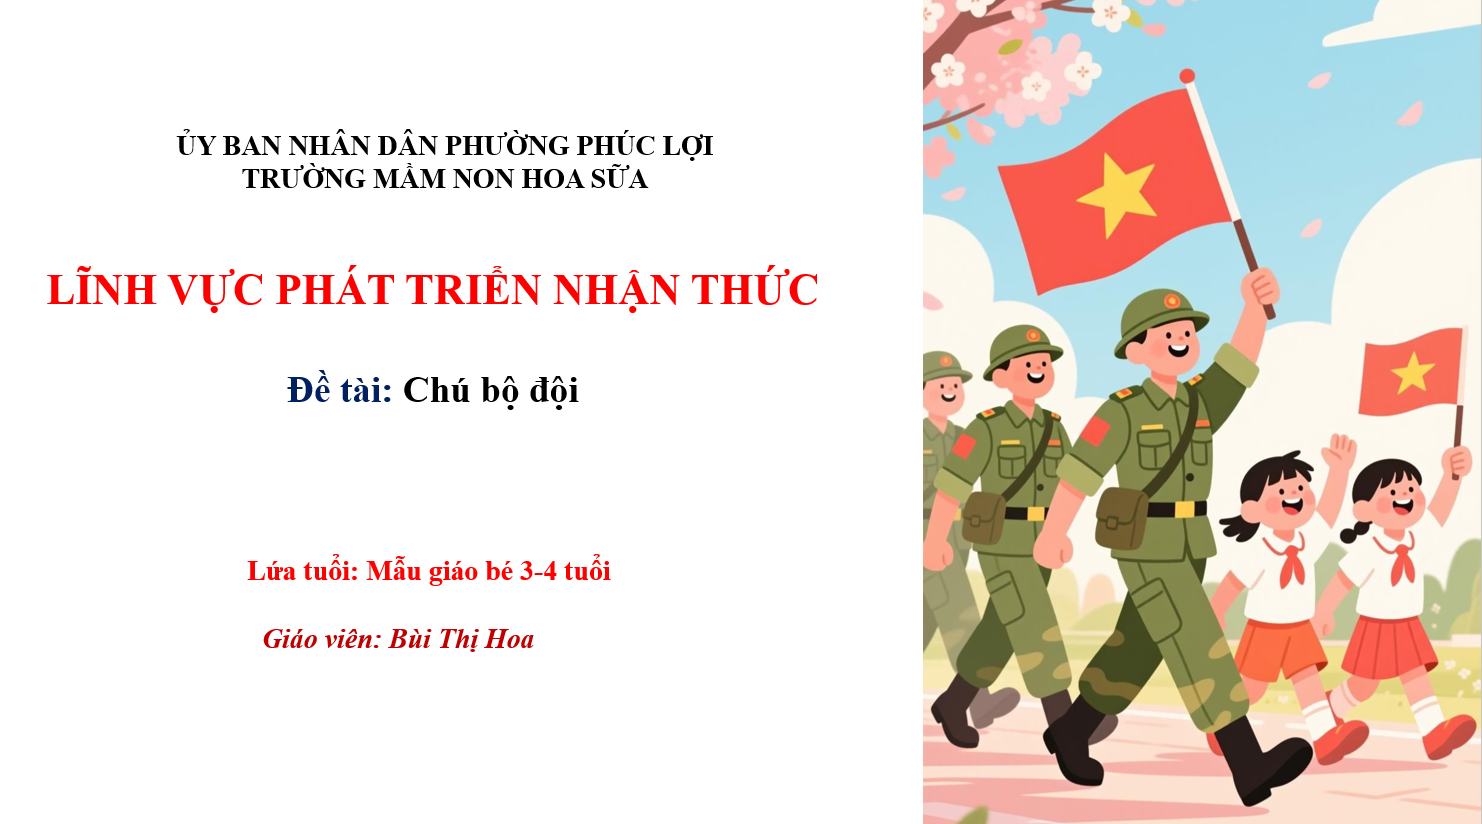 ỦY BAN NHÂN DÂN PHƯỜNG PHÚC LỢI
TRƯỜNG MẦM NON HOA SỮA
LĨNH VỰC PHÁT TRIỂN NHẬN THỨC
Đề tài: Chú bộ đội
Lứa tuổi: Mẫu giáo bé 3-4 tuổi
Giáo viên: Bùi Thị Hoa